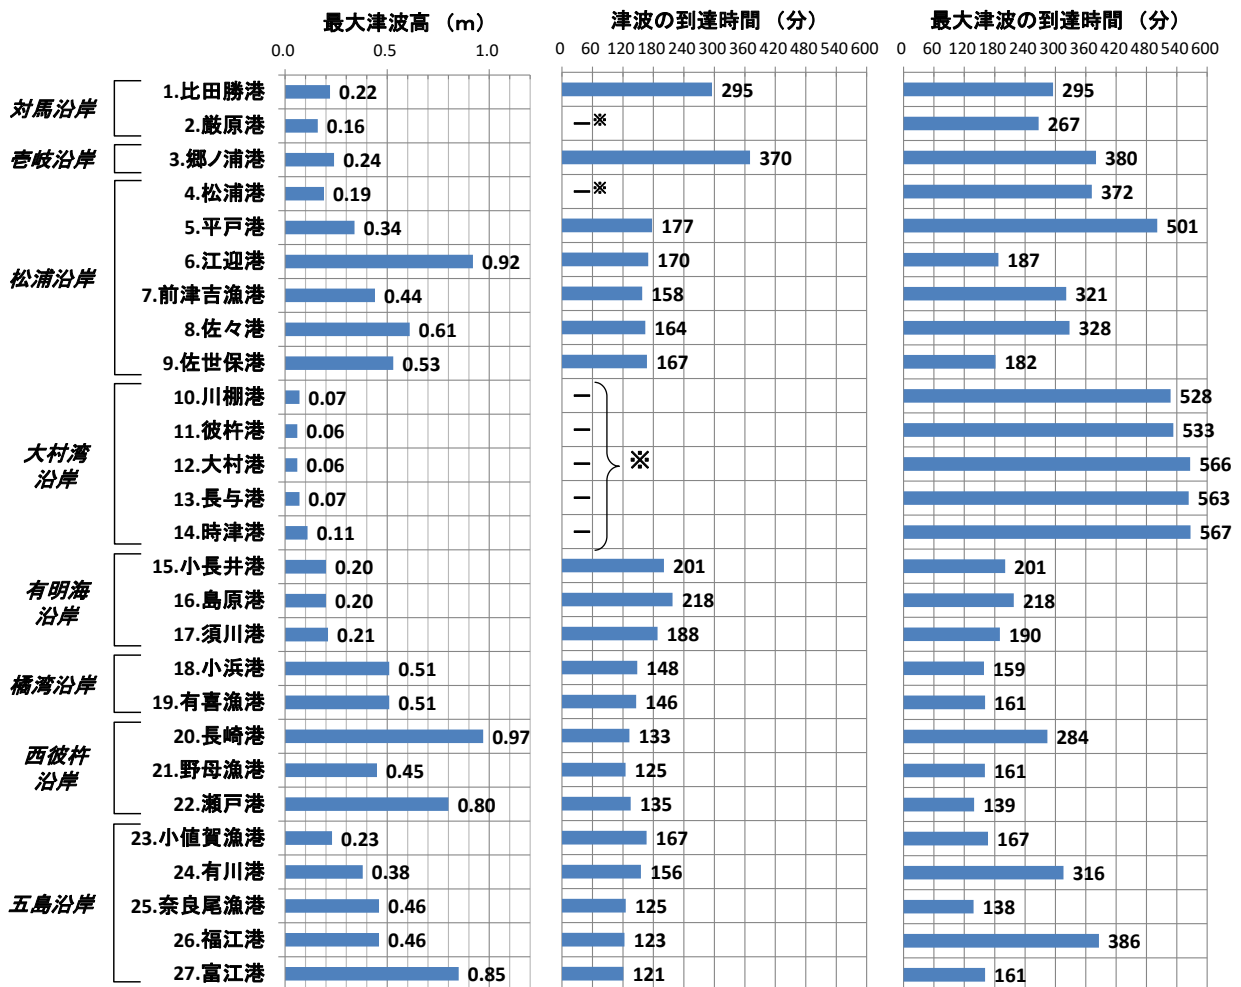 最大津波高 （m）
津波の到達時間 （分）
最大津波の到達時間 （分）
0.0 0.5 1.0
0 60 120 180 240 300 360 420 480 540 600
0 60 120 180 240 300 360 420 480 540 600
対馬沿岸
1.比田勝港 0.22 295 295
2.厳原港 0.16 －※ 267
壱岐沿岸
3.郷ノ浦港 0.24 370 380
松浦沿岸
4.松浦港 0.19 －※ 372
5.平戸港 0.34 177 501
6.江迎港 0.92 170 187
7.前津吉漁港 0.44 158 321
8.佐々港 0.61 164 328
9.佐世保港 0.53 167 182
大村湾
沿岸
10.川棚港 0.07 － 528
11.彼杵港 0.06 － 533
12.大村港 0.06 － ※ 566
13.長与港 0.07 － 563
14.時津港 0.11 － 567
有明海
沿岸
15.小長井港 0.20 201 201
16.島原港 0.20 218 218
17.須川港 0.21 188 190
橘湾沿岸
18.小浜港 0.51 148 159
19.有喜漁港 0.51 146 161
西彼杵
沿岸
20.長崎港 0.97 133 284
21.野母漁港 0.45 125 161
22.瀬戸港 0.80 135 139
五島沿岸
23.小値賀漁港 0.23 167 167
24.有川港 0.38 156 316
25.奈良尾漁港 0.46 125 138
26.福江港 0.46 123 386
27.富江港 0.85 121 161